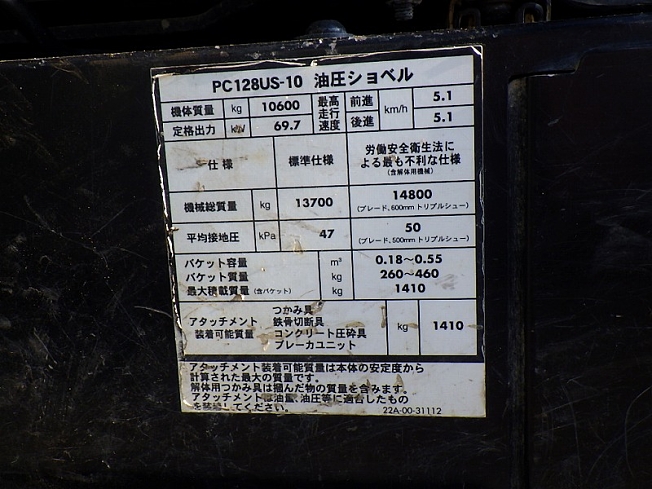 PC128US-10 油圧ショベル
機体質量 kg 10600 最高走行速度 前進 km/h 5.1
定格出力 kW 69.7 後進 5.1
仕様 標準仕様 労働安全衛生法による最も不利な仕様
(含解体用機械)
機械総質量 kg 13700 14800
(ブレード、600mm トリプルシュー)
平均接地圧 kPa 47 50
(ブレード、500mm トリプルシュー)
バケット容量 m³ 0.18〜0.55
バケット質量 kg 260〜460
最大積載質量 (含バケット) kg 1410
アタッチメント装着可能質量 つかみ具 kg 1410
鉄骨切断具
コンクリート圧砕具
ブレーカユニット
アタッチメント装着可能質量は本体の安定度から
計算された最大の質量です。
解体用つかみ具は掴んだ物の質量を含みます。
アタッチメントは油量、油圧等に適合したもの
を装着してください。
22A-00-31112